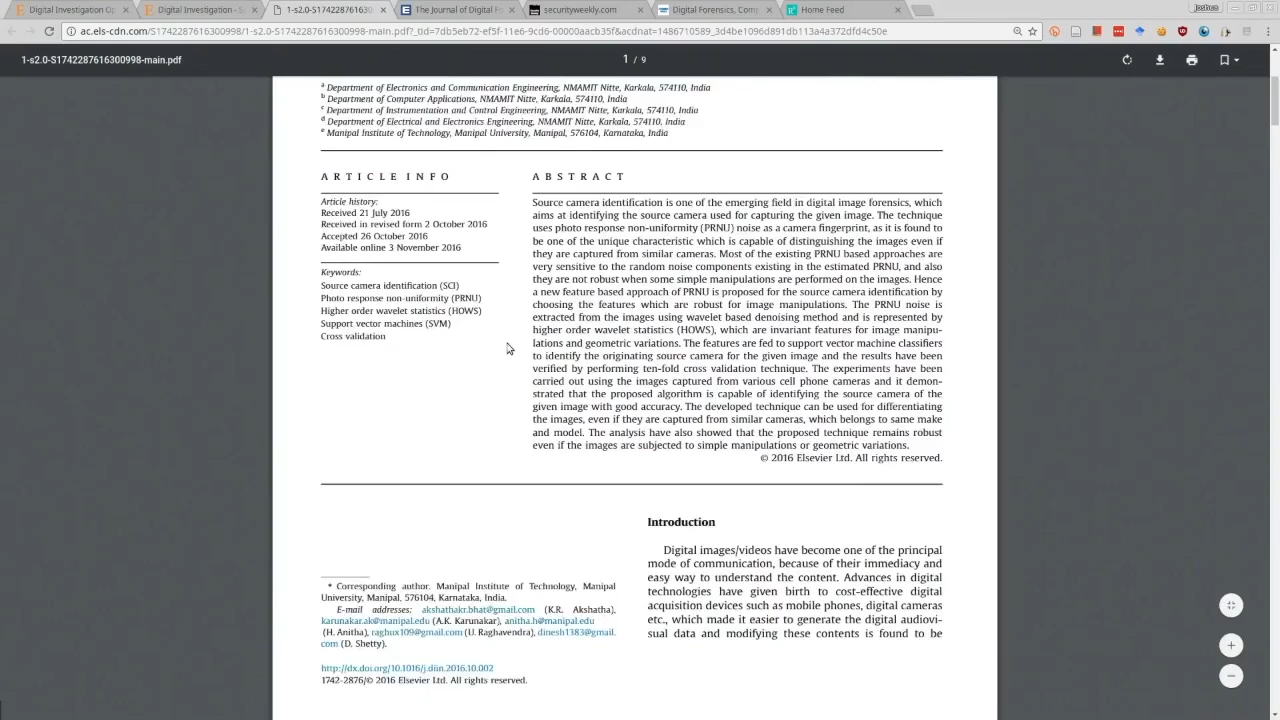 Digital Investigation Op
Digital Investigation - S
1-s2.0-S174228761630
The Journal of Digital Fo
securityweekly.com
Digital Forensics, Comp
Home Feed
Joshua
ac.els-cdn.com/S1742287616300998/1-s2.0-S1742287616300998-main.pdf?_tid=7db5eb72-ef5f-11e6-9cd6-00000aacb35f&acdnat=1486710589_3d4be1096d891db113a4a372dfd4c50e
1-s2.0-S1742287616300998-main.pdf
1 / 9
a Department of Electronics and Communication Engineering, NMAMIT Nitte, Karkala, 574110, India
b Department of Computer Applications, NMAMIT Nitte, Karkala, 574110, India
c Department of Instrumentation and Control Engineering, NMAMIT Nitte, Karkala, 574110, India
d Department of Electrical and Electronics Engineering, NMAMIT Nitte, Karkala, 574110, India
e Manipal Institute of Technology, Manipal University, Manipal, 576104, Karnataka, India
ARTICLE INFO
Article history:
Received 21 July 2016
Received in revised form 2 October 2016
Accepted 26 October 2016
Available online 3 November 2016
Keywords:
Source camera identification (SCI)
Photo response non-uniformity (PRNU)
Higher order wavelet statistics (HOWS)
Support vector machines (SVM)
Cross validation
ABSTRACT
Source camera identification is one of the emerging field in digital image forensics, which
aims at identifying the source camera used for capturing the given image. The technique
uses photo response non-uniformity (PRNU) noise as a camera fingerprint, as it is found to
be one of the unique characteristic which is capable of distinguishing the images even if
they are captured from similar cameras. Most of the existing PRNU based approaches are
very sensitive to the random noise components existing in the estimated PRNU, and also
they are not robust when some simple manipulations are performed on the images. Hence
a new feature based approach of PRNU is proposed for the source camera identification by
choosing the features which are robust for image manipulations. The PRNU noise is
extracted from the images using wavelet based denoising method and is represented by
higher order wavelet statistics (HOWS), which are invariant features for image manipu-
lations and geometric variations. The features are fed to support vector machine classifiers
to identify the originating source camera for the given image and the results have been
verified by performing ten-fold cross validation technique. The experiments have been
carried out using the images captured from various cell phone cameras and it demon-
strated that the proposed algorithm is capable of identifying the source camera of the
given image with good accuracy. The developed technique can be used for differentiating
the images, even if they are captured from similar cameras, which belongs to same make
and model. The analysis have also showed that the proposed technique remains robust
even if the images are subjected to simple manipulations or geometric variations.
© 2016 Elsevier Ltd. All rights reserved.
* Corresponding author. Manipal Institute of Technology, Manipal
University, Manipal, 576104, Karnataka, India.
E-mail addresses: akshathakr.bhat@gmail.com (K.R. Akshatha),
karunakar.ak@manipal.edu (A.K. Karunakar), anitha.h@manipal.edu
(H. Anitha), raghux109@gmail.com (U. Raghavendra), dinesh1383@gmail.
com (D. Shetty).
http://dx.doi.org/10.1016/j.diin.2016.10.002
1742-2876/© 2016 Elsevier Ltd. All rights reserved.
Introduction
Digital images/videos have become one of the principal
mode of communication, because of their immediacy and
easy way to understand the content. Advances in digital
technologies have given birth to cost-effective digital
acquisition devices such as mobile phones, digital cameras
etc., which made it easier to generate the digital audiovi-
sual data and modifying these contents is found to be